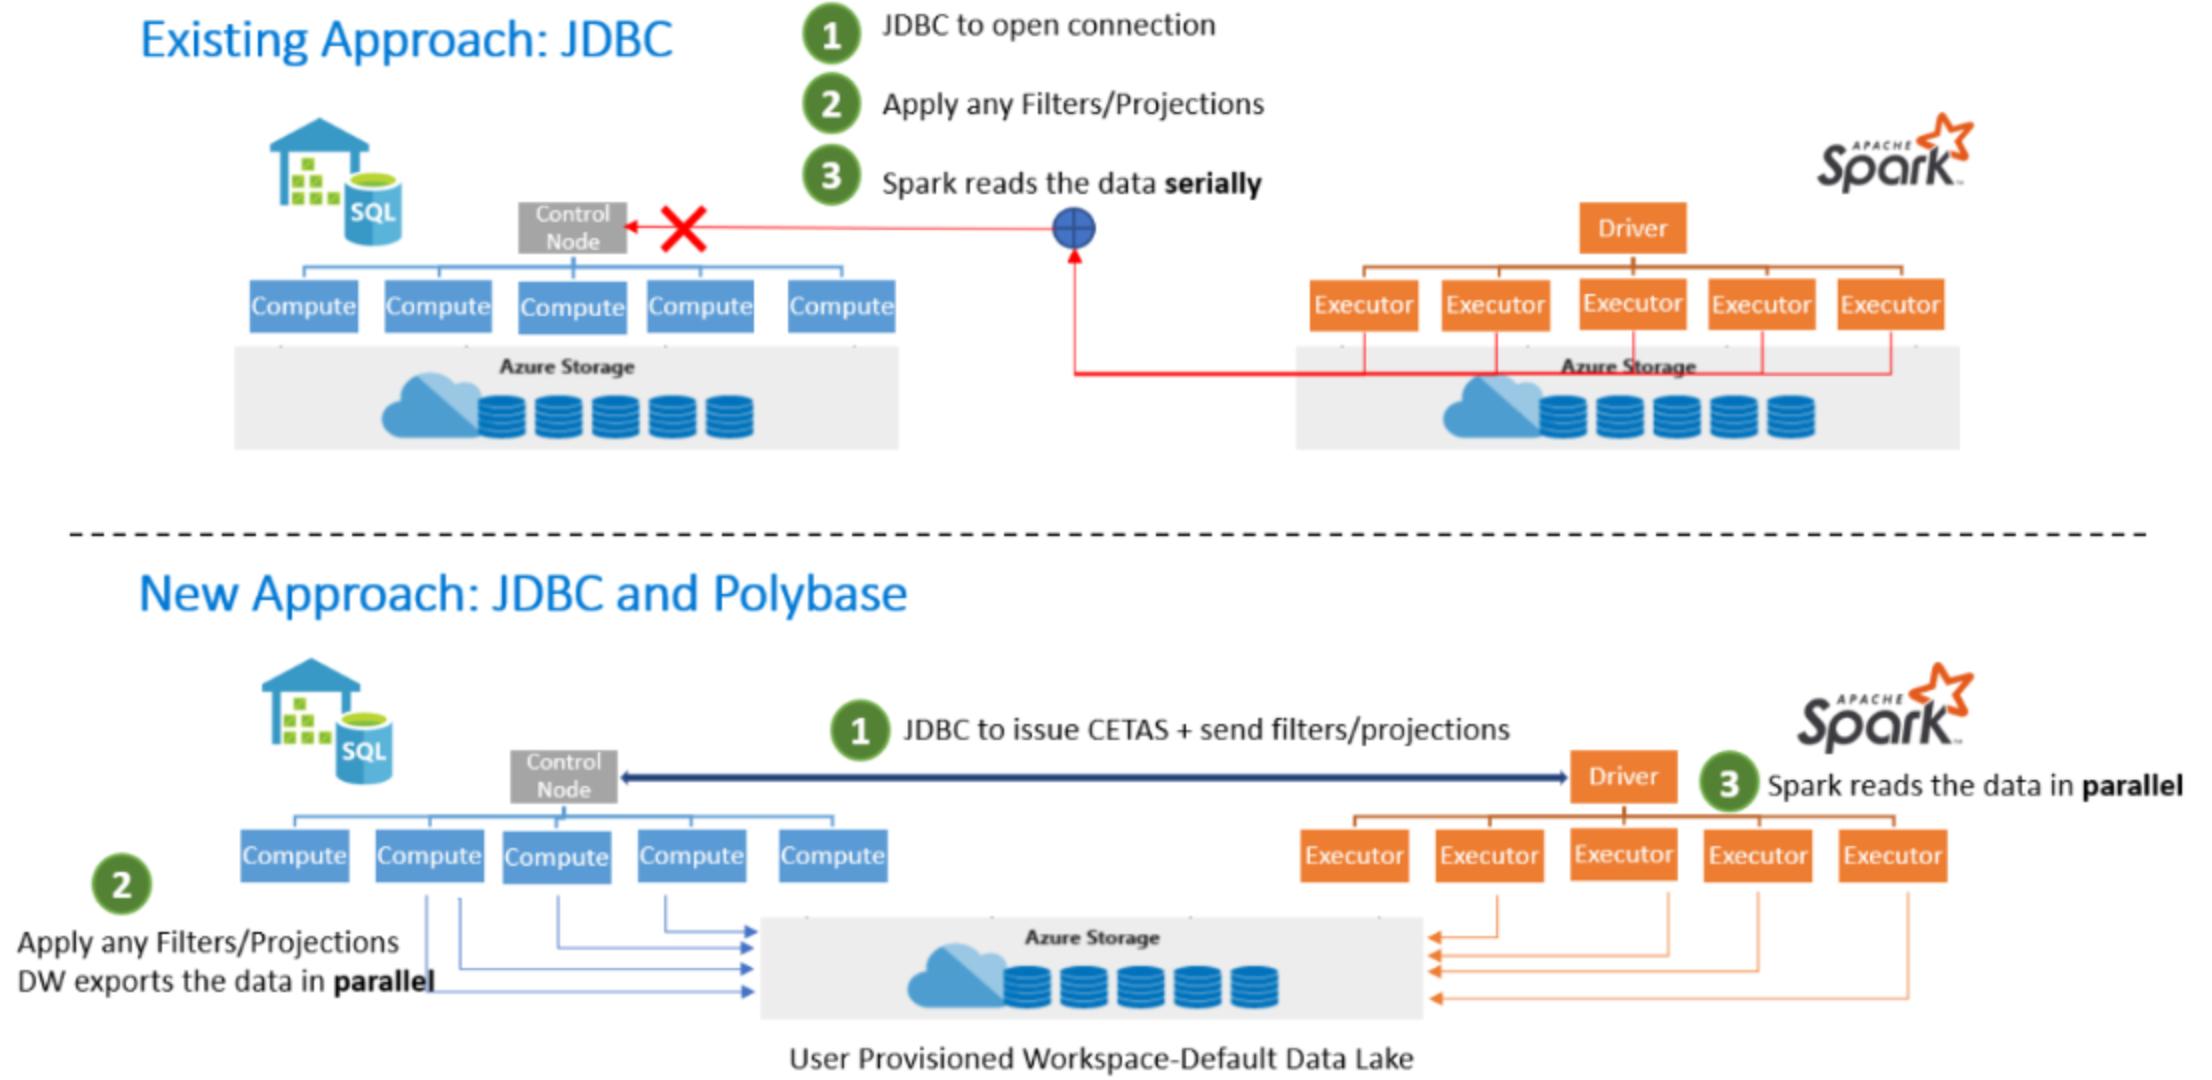 Existing Approach: JDBC
1 JDBC to open connection
2 Apply any Filters/Projections
3 Spark reads the data serially
APACHE
Spark
SQL
Control
Node
Driver
Compute Compute Compute Compute Compute
Executor Executor Executor Executor Executor
Azure Storage
Azure Storage
New Approach: JDBC and Polybase
APACHE
Spark
SQL
1 JDBC to issue CETAS + send filters/projections
Control
Node
Driver
3 Spark reads the data in parallel
Compute Compute Compute Compute Compute
Executor Executor Executor Executor Executor
2
Apply any Filters/Projections
DW exports the data in parallel
Azure Storage
User Provisioned Workspace-Default Data Lake